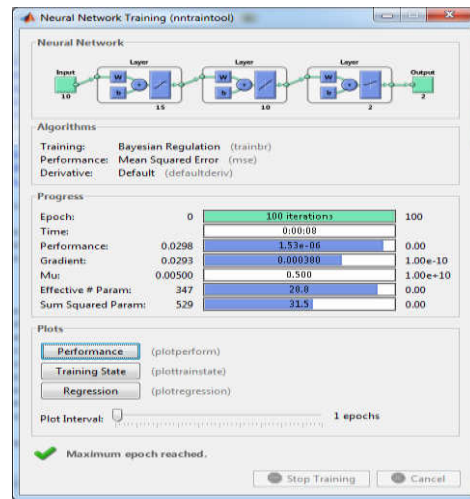 Neural Network Training (nntraintool)
Neural Network
Layer Layer Layer
Input W b + W b + W b + Output
10 15 10 2 2
Algorithms
Training: Bayesian Regulation (trainbr)
Performance: Mean Squared Error (mse)
Derivative: Default (defaultderiv)
Progress
Epoch: 0 100 iterations 100
Time: 0:00:08
Performance: 0.0298 1.53e-06 0.00
Gradient: 0.0293 0.000380 1.00e-10
Mu: 0.00500 0.500 1.00e+10
Effective # Param: 347 28.8 0.00
Sum Squared Param: 529 31.5 0.00
Plots
Performance (plotperform)
Training State (plottrainstate)
Regression (plotregression)
Plot Interval: 1 epochs
Maximum epoch reached.
Stop Training Cancel